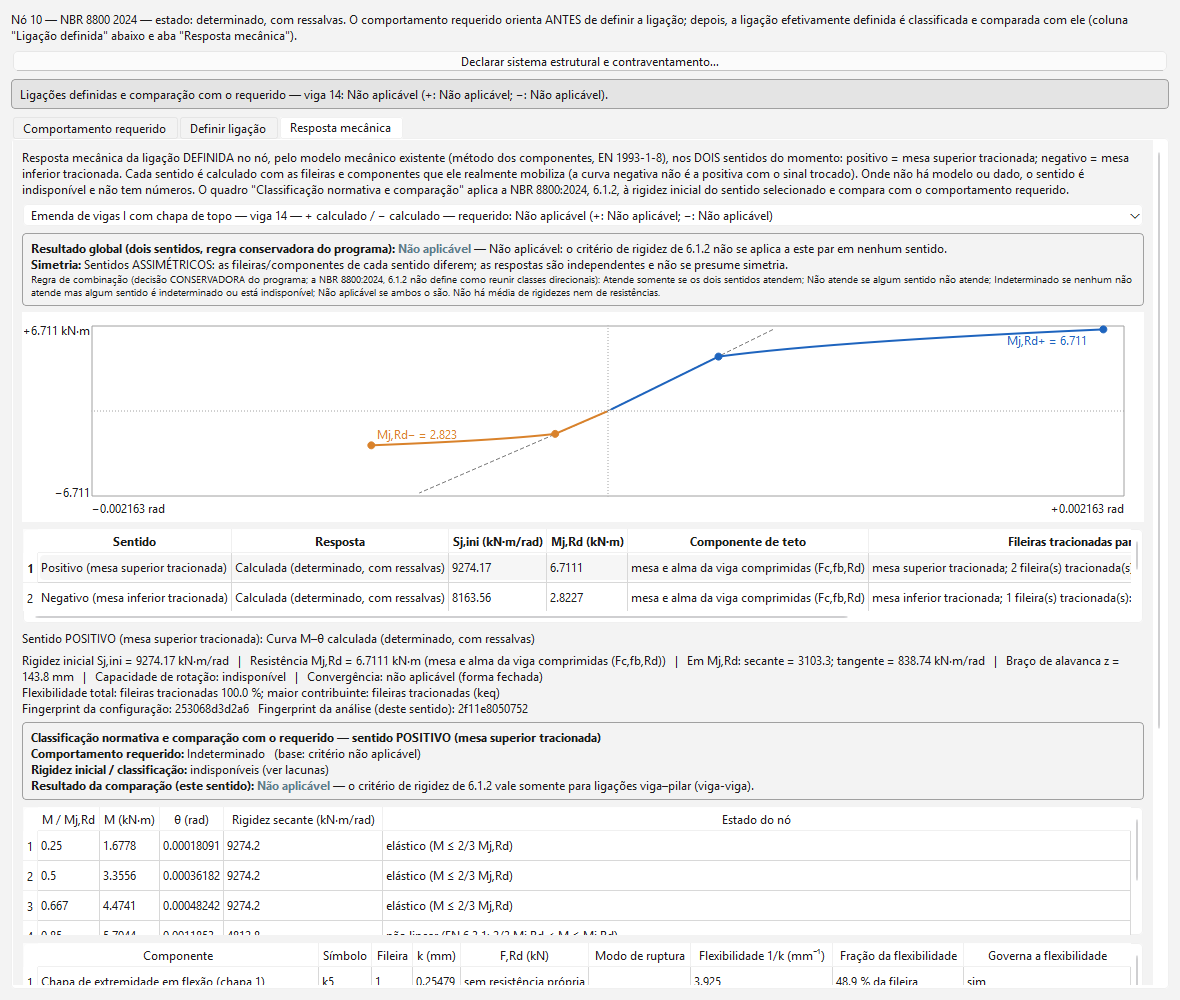 Nó 10 — NBR 8800 2024 — estado: determinado, com ressalvas. O comportamento requerido orienta ANTES de definir a ligação; depois, a ligação efetivamente definida é classificada e comparada com ele (coluna
"Ligação definida" abaixo e aba "Resposta mecânica").
Declarar sistema estrutural e contraventamento...
Ligações definidas e comparação com o requerido — viga 14: Não aplicável (+: Não aplicável; −: Não aplicável).
Comportamento requerido Definir ligação Resposta mecânica
Resposta mecânica da ligação DEFINIDA no nó, pelo modelo mecânico existente (método dos componentes, EN 1993-1-8), nos DOIS sentidos do momento: positivo = mesa superior tracionada; negativo = mesa
inferior tracionada. Cada sentido é calculado com as fileiras e componentes que ele realmente mobiliza (a curva negativa não é a positiva com o sinal trocado). Onde não há modelo ou dado, o sentido é
indisponível e não tem números. O quadro "Classificação normativa e comparação" aplica a NBR 8800:2024, 6.1.2, à rigidez inicial do sentido selecionado e compara com o comportamento requerido.
Emenda de vigas I com chapa de topo — viga 14 — + calculado / − calculado — requerido: Não aplicável (+: Não aplicável; −: Não aplicável)
Resultado global (dois sentidos, regra conservadora do programa): Não aplicável — Não aplicável: o critério de rigidez de 6.1.2 não se aplica a este par em nenhum sentido.
Simetria: Sentidos ASSIMÉTRICOS: as fileiras/componentes de cada sentido diferem; as respostas são independentes e não se presume simetria.
Regra de combinação (decisão CONSERVADORA do programa; a NBR 8800:2024, 6.1.2 não define como reunir classes direcionais): Atende somente se os dois sentidos atendem; Não atende se algum sentido não atende; Indeterminado se nenhum não
atende mas algum sentido é indeterminado ou está indisponível; Não aplicável se ambos o são. Não há média de rigidezes nem de resistências.
+6.711 kN·m
Mj,Rd+ = 6.711
Mj,Rd− = 2.823
−6.711
−0.002163 rad +0.002163 rad
Sentido Resposta Sj,ini (kN·m/rad) Mj,Rd (kN·m) Componente de teto Fileiras tracionadas par
1 Positivo (mesa superior tracionada) Calculada (determinado, com ressalvas) 9274.17 6.7111 mesa e alma da viga comprimidas (Fc,fb,Rd) mesa superior tracionada; 2 fileira(s) tracionada(s)
2 Negativo (mesa inferior tracionada) Calculada (determinado, com ressalvas) 8163.56 2.8227 mesa e alma da viga comprimidas (Fc,fb,Rd) mesa inferior tracionada; 1 fileira(s) tracionada(s):
Sentido POSITIVO (mesa superior tracionada): Curva M–θ calculada (determinado, com ressalvas)
Rigidez inicial Sj,ini = 9274.17 kN·m/rad | Resistência Mj,Rd = 6.7111 kN·m (mesa e alma da viga comprimidas (Fc,fb,Rd)) | Em Mj,Rd: secante = 3103.3; tangente = 838.74 kN·m/rad | Braço de alavanca z =
143.8 mm | Capacidade de rotação: indisponível | Convergência: não aplicável (forma fechada)
Flexibilidade total: fileiras tracionadas 100.0 %; maior contribuinte: fileiras tracionadas (keq)
Fingerprint da configuração: 253068d3d2a6 Fingerprint da análise (deste sentido): 2f11e8050752
Classificação normativa e comparação com o requerido — sentido POSITIVO (mesa superior tracionada)
Comportamento requerido: Indeterminado (base: critério não aplicável)
Rigidez inicial / classificação: indisponíveis (ver lacunas)
Resultado da comparação (este sentido): Não aplicável — o critério de rigidez de 6.1.2 vale somente para ligações viga–pilar (viga-viga).
M / Mj,Rd M (kN·m) θ (rad) Rigidez secante (kN·m/rad) Estado do nó
1 0.25 1.6778 0.00018091 9274.2 elástico (M ≤ 2/3 Mj,Rd)
2 0.5 3.3556 0.00036182 9274.2 elástico (M ≤ 2/3 Mj,Rd)
3 0.667 4.4741 0.00048242 9274.2 elástico (M ≤ 2/3 Mj,Rd)
Componente Símbolo Fileira k (mm) F,Rd (kN) Modo de ruptura Flexibilidade 1/k (mm⁻¹) Fração da flexibilidade Governa a flexibilidade
1 Chapa de extremidade em flexão (chapa 1) k5 1 0.25479 sem resistência própria 3.925 48.9 % da fileira sim